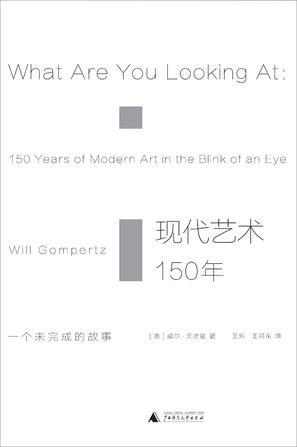 What Are You Looking At:
150 Years of Modern Art in the Blink of an Eye
Will Gompertz
现代艺术
150年
一个未完成的故事
[英] 威尔·贡培兹 著
王烁 王同乐 译
广西师范大学出版社